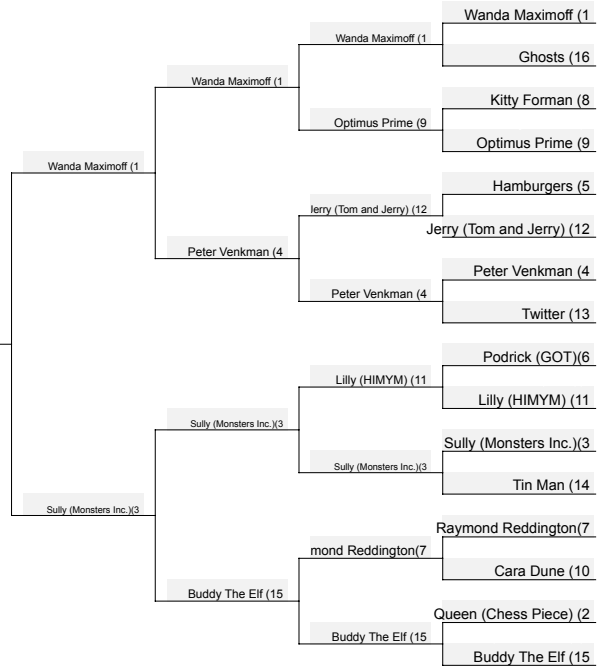 Wanda Maximoff (1
Wanda Maximoff (1
Ghosts (16
Wanda Maximoff (1
Kitty Forman (8
Optimus Prime (9
Optimus Prime (9
Wanda Maximoff (1
Hamburgers (5
Jerry (Tom and Jerry) (12
Jerry (Tom and Jerry) (12
Peter Venkman (4
Peter Venkman (4
Peter Venkman (4
Twitter (13
Podrick (GOT)(6
Lilly (HIMYM) (11
Lilly (HIMYM) (11
Sully (Monsters Inc.)(3
Sully (Monsters Inc.)(3
Sully (Monsters Inc.)(3
Tin Man (14
Sully (Monsters Inc.)(3
Raymond Reddington(7
mond Reddington(7
Cara Dune (10
Buddy The Elf (15
Queen (Chess Piece) (2
Buddy The Elf (15
Buddy The Elf (15